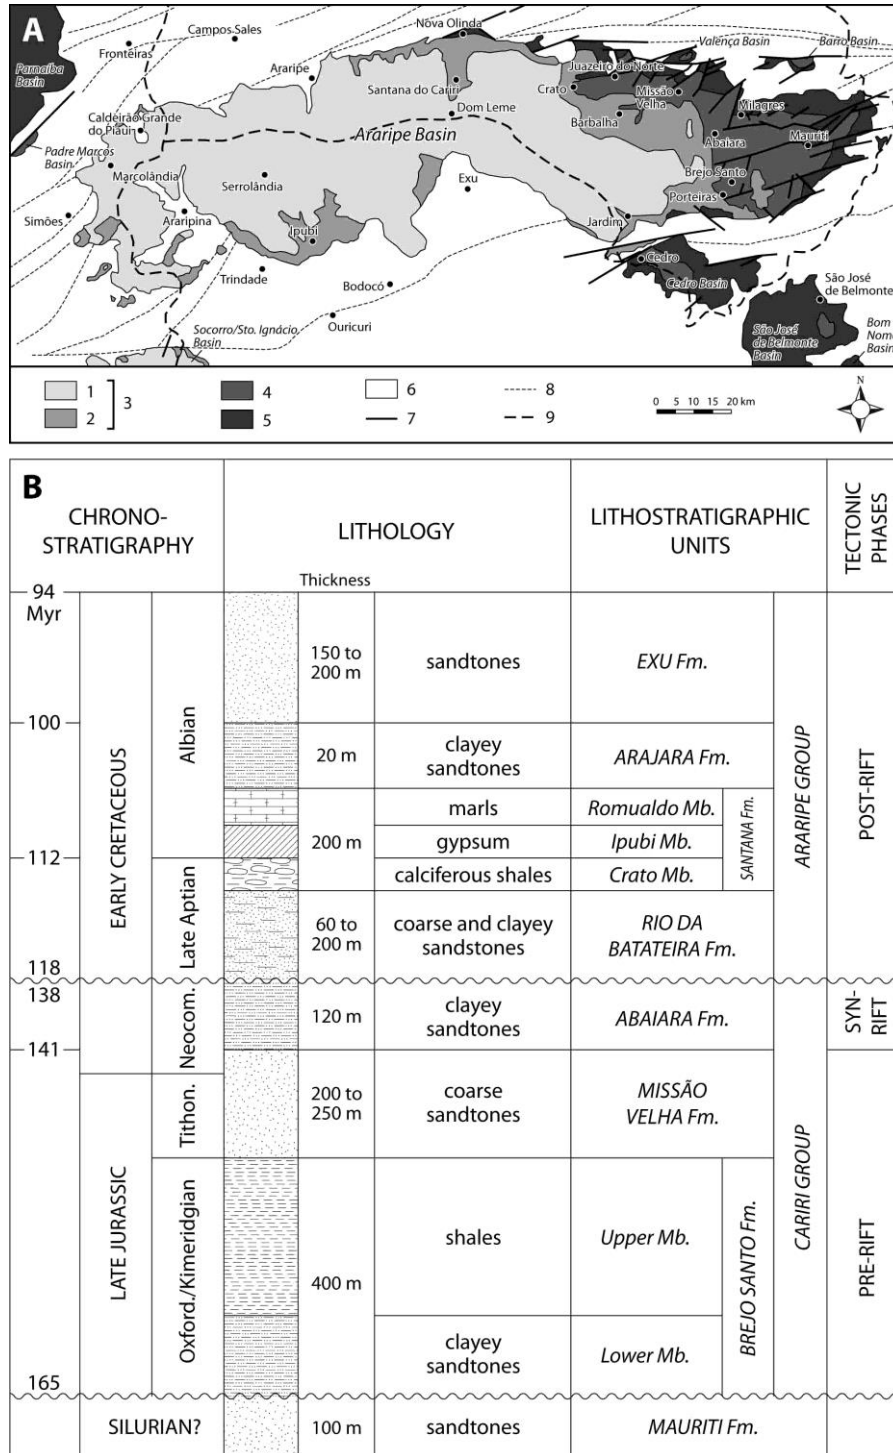 A
Campos Sales
Nova Olinda
Fronteiras
Valença Basin
Barro Basin
Parnaíba
Basin
Araripe
Juazeiro do Norte
Santana do Cariri
Crato
Missão
Velha
Caldeirão Grande
do Piauí
Dom Leme
Milagres
Barbalha
Araripe Basin
Abaiara
Mauriti
Padre Marcos
Basin
Marcolândia
Serrolândia
Exu
Brejo Santo
Porteiras
Simões
Araripina
Ipubi
Jardim
Cedro
Trindade
Bodocó
Cedro Basin
São José
de Belmonte
Socorro/Sto. Ignácio
Basin
Ouricuri
São José
de Belmonte
Basin
Bom
Nome
Basin
1
2
3
4
5
6
7
8
9
0 5 10 15 20 km
N
B
CHRONO-
STRATIGRAPHY
LITHOLOGY
LITHOSTRATIGRAPHIC
UNITS
TECTONIC
PHASES
Thickness
94
Myr
100
112
118
138
141
165
EARLY CRETACEOUS
LATE JURASSIC
Albian
Late Aptian
Neocom.
Tithon.
Oxford./Kimeridgian
150 to
200 m
sandtones
EXU Fm.
20 m
clayey
sandtones
ARAJARA Fm.
200 m
marls
Romualdo Mb.
gypsum
Ipubi Mb.
calciferous shales
Crato Mb.
SANTANA Fm.
60 to
200 m
coarse and clayey
sandstones
RIO DA
BATATEIRA Fm.
ARARIPE GROUP
POST-RIFT
120 m
clayey
sandtones
ABAIARA Fm.
SYN-
RIFT
200 to
250 m
coarse
sandtones
MISSÃO
VELHA Fm.
400 m
shales
Upper Mb.
clayey
sandtones
Lower Mb.
BREJO SANTO Fm.
CARIRI GROUP
PRE-RIFT
SILURIAN?
100 m
sandtones
MAURITI Fm.